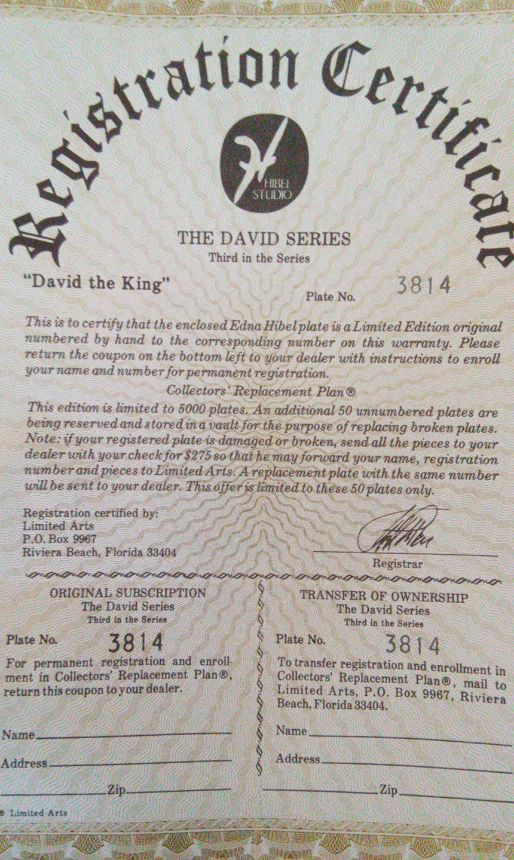 Registration Certificate
HIBEL
STUDIO
THE DAVID SERIES
Third in the Series
"David the King"
Plate No. 3814
This is to certify that the enclosed Edna Hibel plate is a Limited Edition original
numbered by hand to the corresponding number on this warranty. Please
return the coupon on the bottom left to your dealer with instructions to enroll
your name and number for permanent registration.
Collectors' Replacement Plan®
This edition is limited to 5000 plates. An additional 50 unnumbered plates are
being reserved and stored in a vault for the purpose of replacing broken plates.
Note: if your registered plate is damaged or broken, send all the pieces to your
dealer with your check for $275 so that he may forward your name, registration
number and pieces to Limited Arts. A replacement plate with the same number
will be sent to your dealer. This offer is limited to these 50 plates only.
Registration certified by:
Limited Arts
P.O. Box 9967
Riviera Beach, Florida 33404
Registrar
ORIGINAL SUBSCRIPTION
The David Series
Third in the Series
Plate No. 3814
For permanent registration and enroll-
ment in Collectors' Replacement Plan®,
return this coupon to your dealer.
Name
Address
Zip
® Limited Arts
TRANSFER OF OWNERSHIP
The David Series
Third in the Series
Plate No. 3814
To transfer registration and enrollment in
Collectors' Replacement Plan®, mail to
Limited Arts, P.O. Box 9967, Riviera
Beach, Florida 33404.
Name
Address
Zip